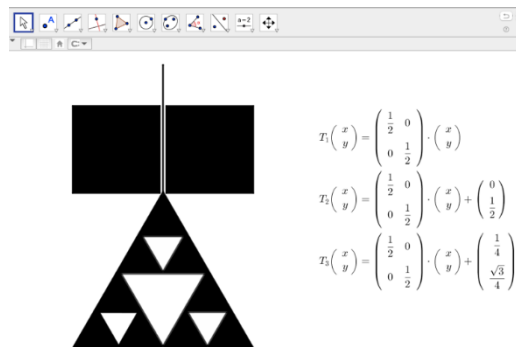 a=2
T₁( x y ) = ( 1/2 0 0 1/2 ) · ( x y )
T₂( x y ) = ( 1/2 0 0 1/2 ) · ( x y ) + ( 0 1/2 )
T₃( x y ) = ( 1/2 0 0 1/2 ) · ( x y ) + ( 1/4 √3/4 )